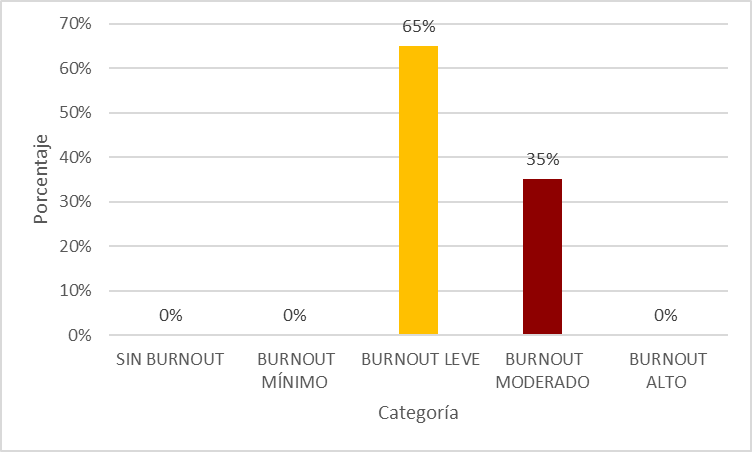 70%
60%
50%
40%
30%
20%
10%
0%
Porcentaje
0%
0%
65%
35%
0%
SIN BURNOUT
BURNOUT
MÍNIMO
BURNOUT LEVE
BURNOUT
MODERADO
BURNOUT
ALTO
Categoría